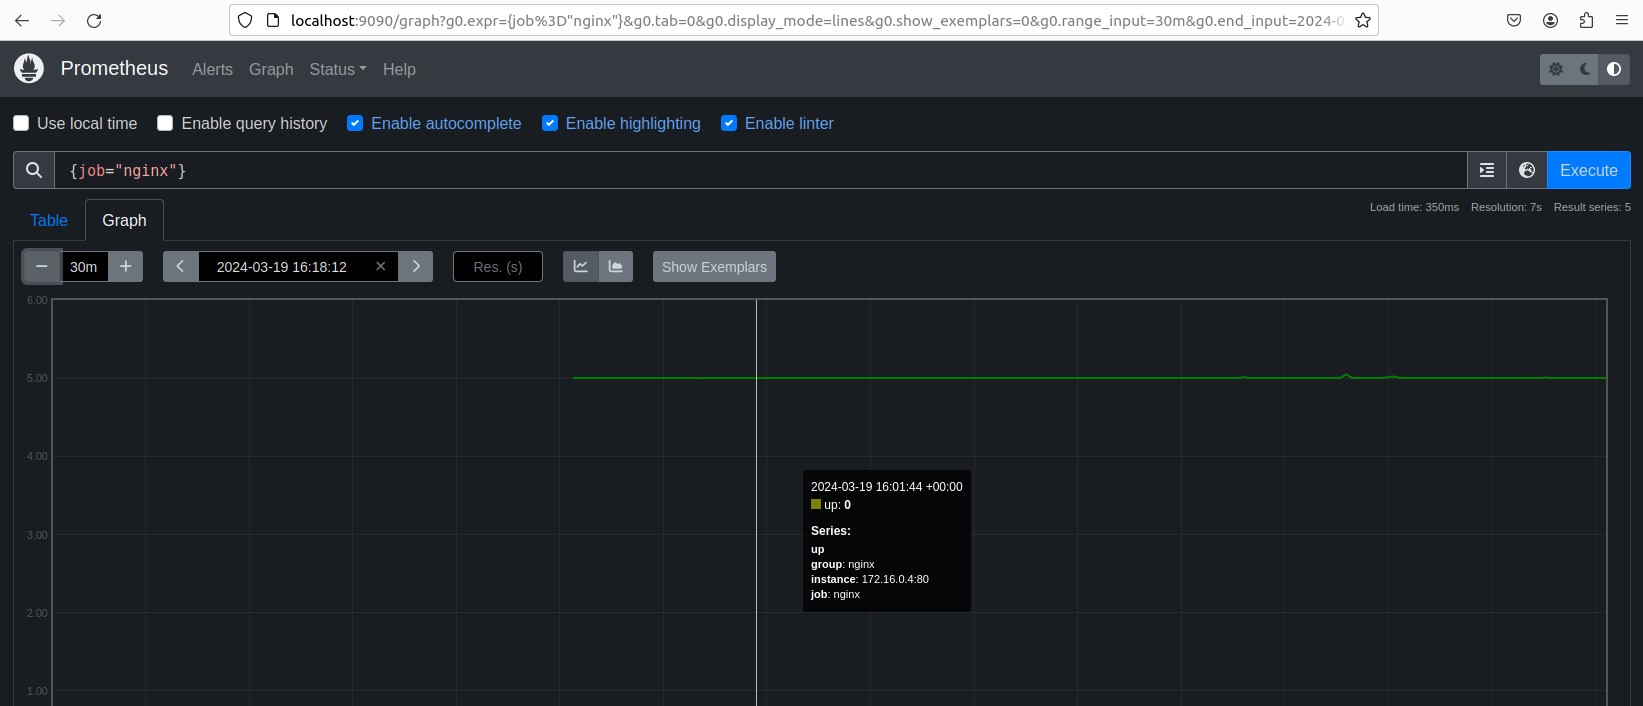 localhost:9090/graph?g0.expr={job%3D"nginx"}&g0.tab=0&g0.display_mode=lines&g0.show_exemplars=0&g0.range_input=30m&g0.end_input=2024-0
Prometheus Alerts Graph Status Help
Use local time Enable query history Enable autocomplete Enable highlighting Enable linter
{job="nginx"} Execute
Table Graph Load time: 350ms Resolution: 7s Result series: 5
30m 2024-03-19 16:18:12 Res. (s) Show Exemplars
6.00
5.00
4.00
2024-03-19 16:01:44 +00:00
up: 0
Series:
up
3.00
group: nginx
instance: 172.16.0.4:80
job: nginx
2.00
1.00